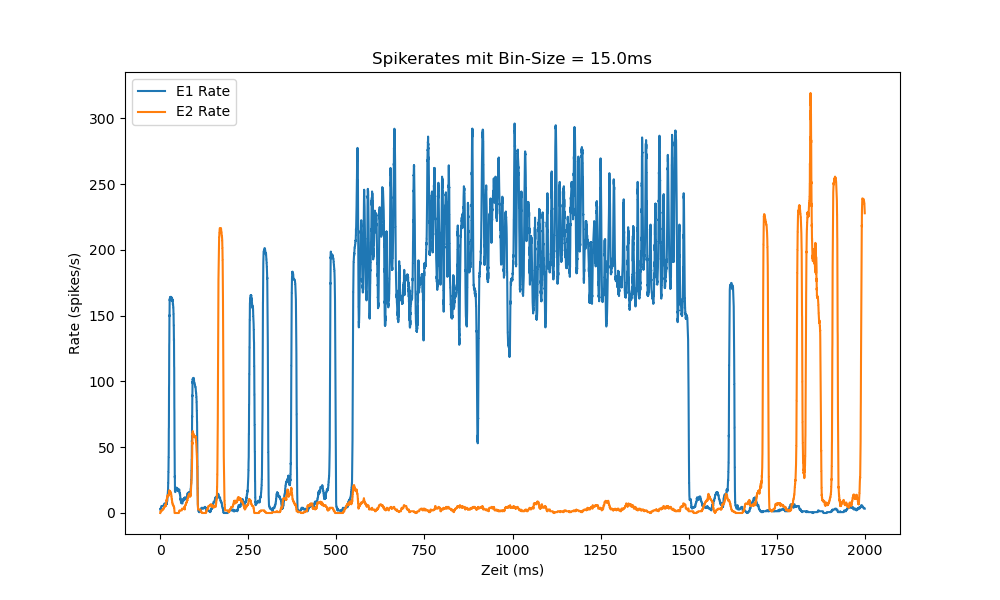 Spikerates mit Bin-Size = 15.0ms
E1 Rate
E2 Rate
300
250
200
150
100
50
0
Rate (spikes/s)
0 250 500 750 1000 1250 1500 1750 2000
Zeit (ms)